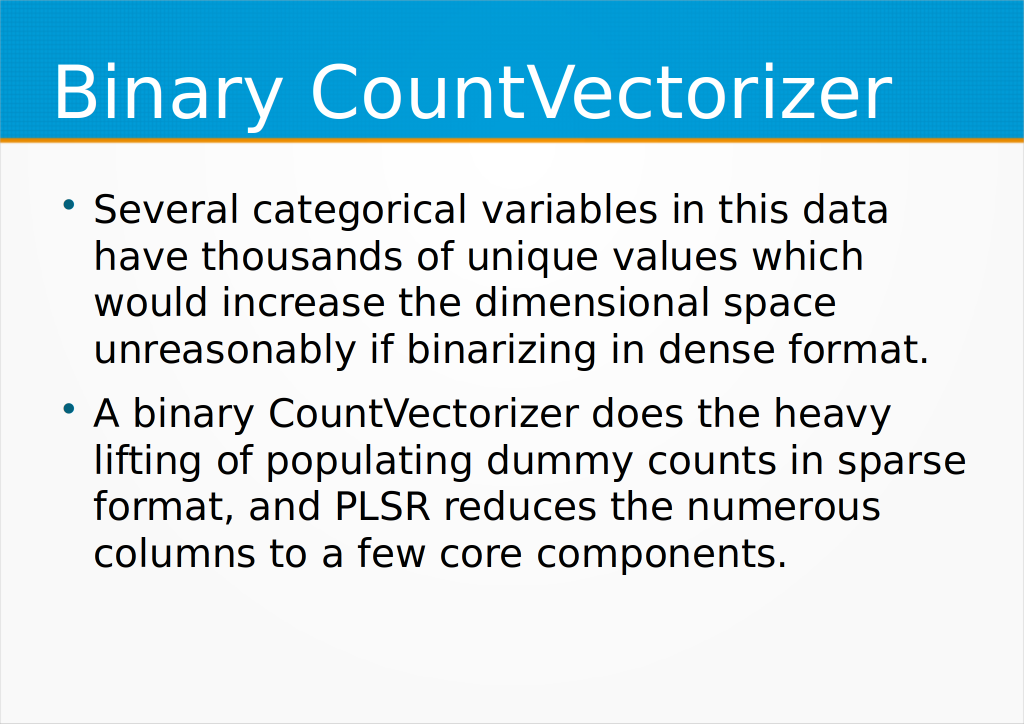 Binary CountVectorizer
• Several categorical variables in this data
have thousands of unique values which
would increase the dimensional space
unreasonably if binarizing in dense format.
• A binary CountVectorizer does the heavy
lifting of populating dummy counts in sparse
format, and PLSR reduces the numerous
columns to a few core components.